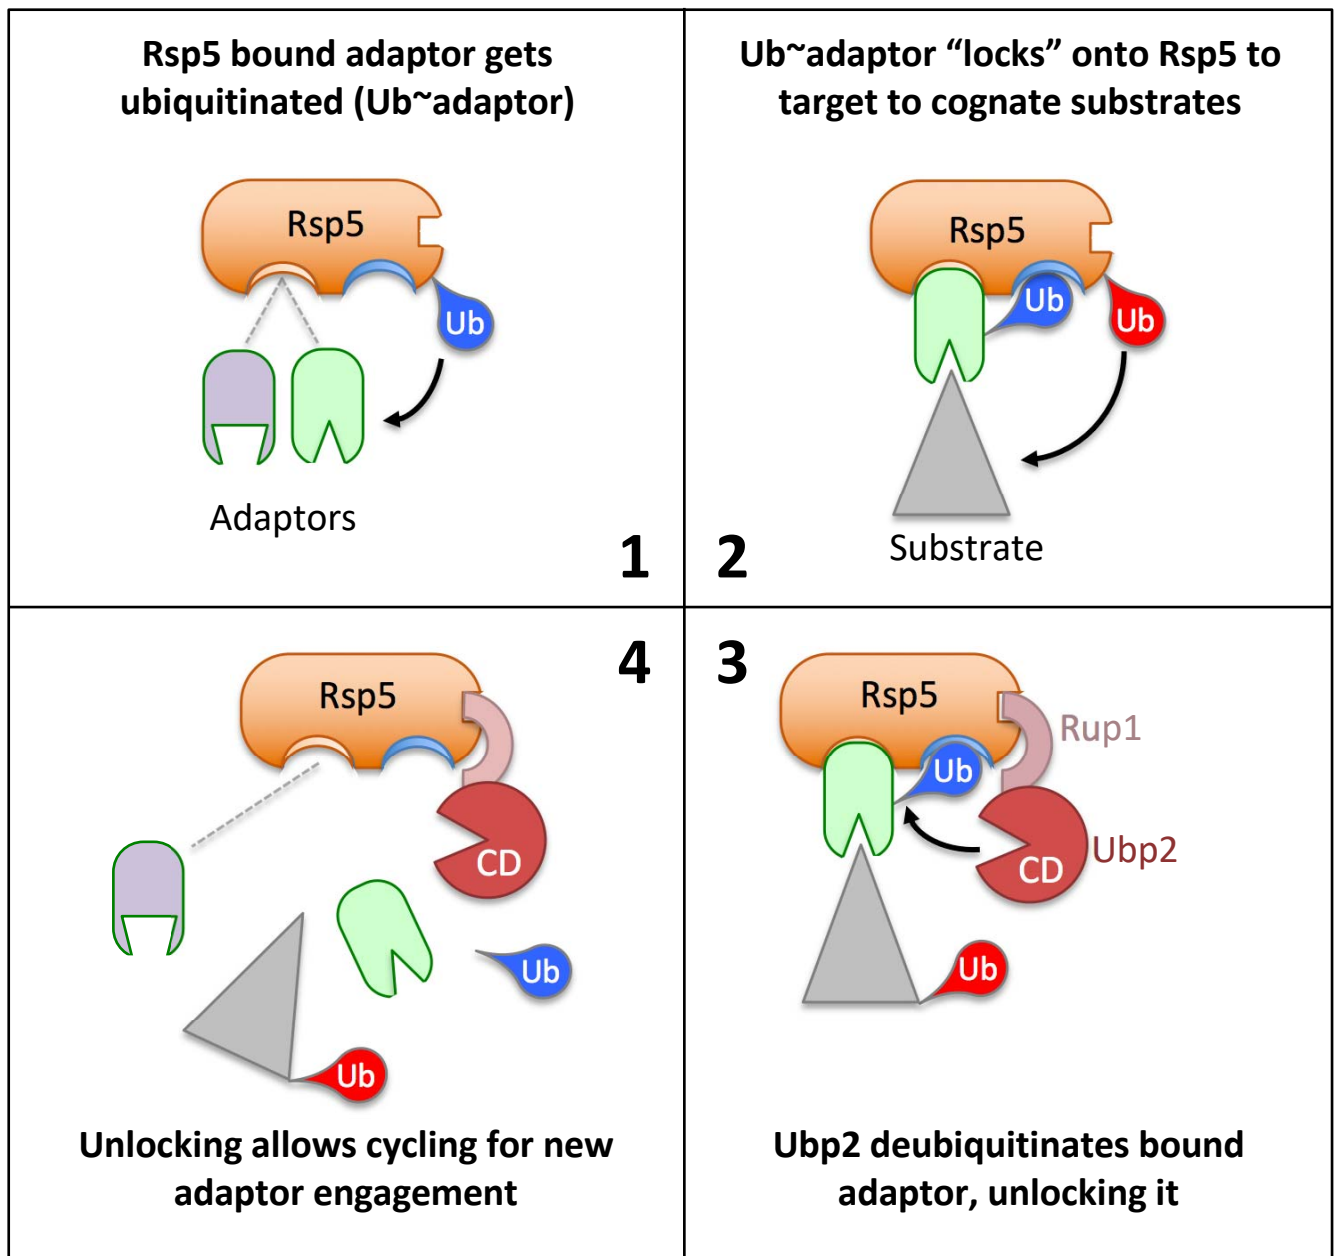 Rsp5 bound adaptor gets
ubiquitinated (Ub~adaptor)
Rsp5
Ub
Adaptors
1
Ub~adaptor “locks” onto Rsp5 to
target to cognate substrates
Rsp5
Ub
Ub
Substrate
2
3
Rsp5
Rup1
Ub
Ubp2
CD
Ub
Ubp2 deubiquitinates bound
adaptor, unlocking it
4
Rsp5
CD
Ub
Ub
Unlocking allows cycling for new
adaptor engagement